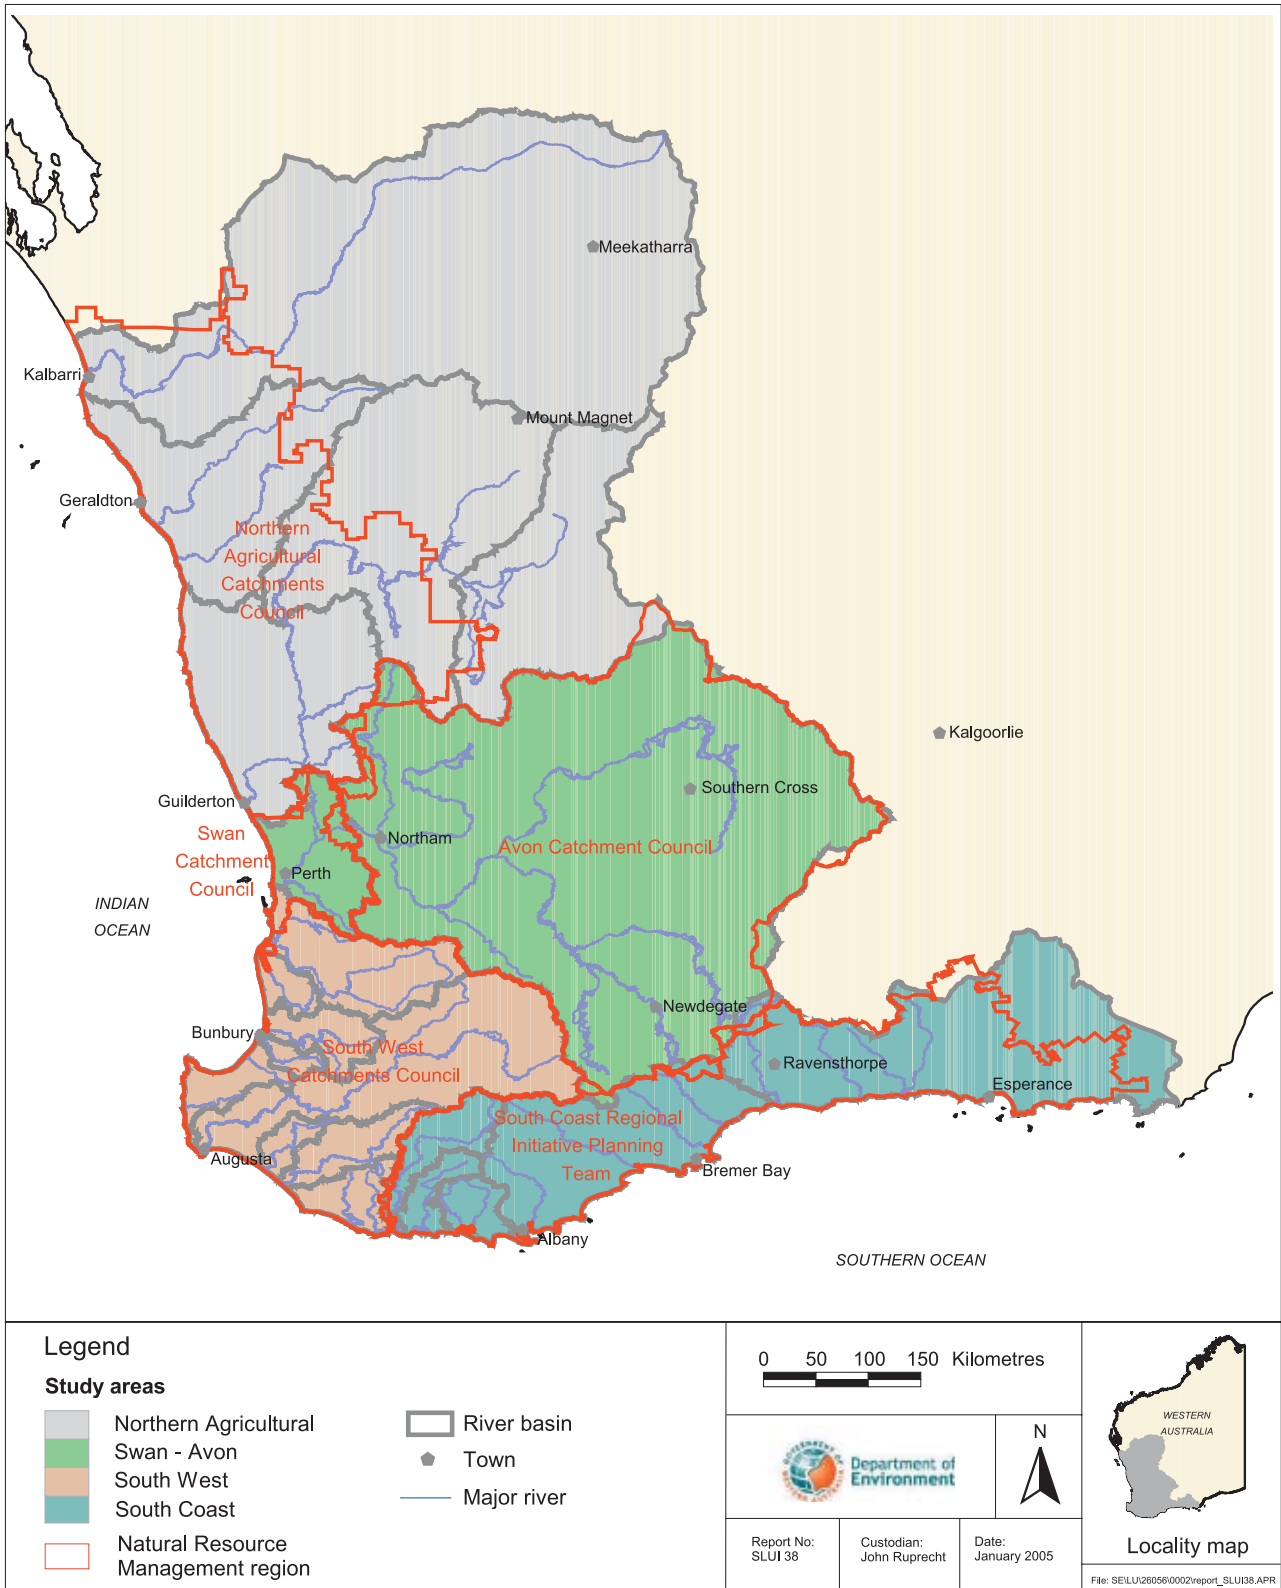 Meekatharra
Kalbarri
Mount Magnet
Geraldton
Northern
Agricultural
Catchments
Council
Kalgoorlie
Southern Cross
Guilderton
Swan
Catchment
Council
Northam
Avon Catchment Council
Perth
INDIAN
OCEAN
Newdegate
Bunbury
South West
Catchments Council
Ravensthorpe
Esperance
South Coast Regional
Initiative Planning
Team
Augusta
Bremer Bay
Albany
SOUTHERN OCEAN
Legend
Study areas
Northern Agricultural
Swan - Avon
South West
South Coast
Natural Resource
Management region
River basin
Town
Major river
0 50 100 150 Kilometres
GOVERNMENT OF
WESTERN AUSTRALIA
Department of
Environment
N
Report No:
SLUI 38
Custodian:
John Ruprecht
Date:
January 2005
WESTERN
AUSTRALIA
Locality map
File: SE\LU\26056\0002\report_SLUI38.APR